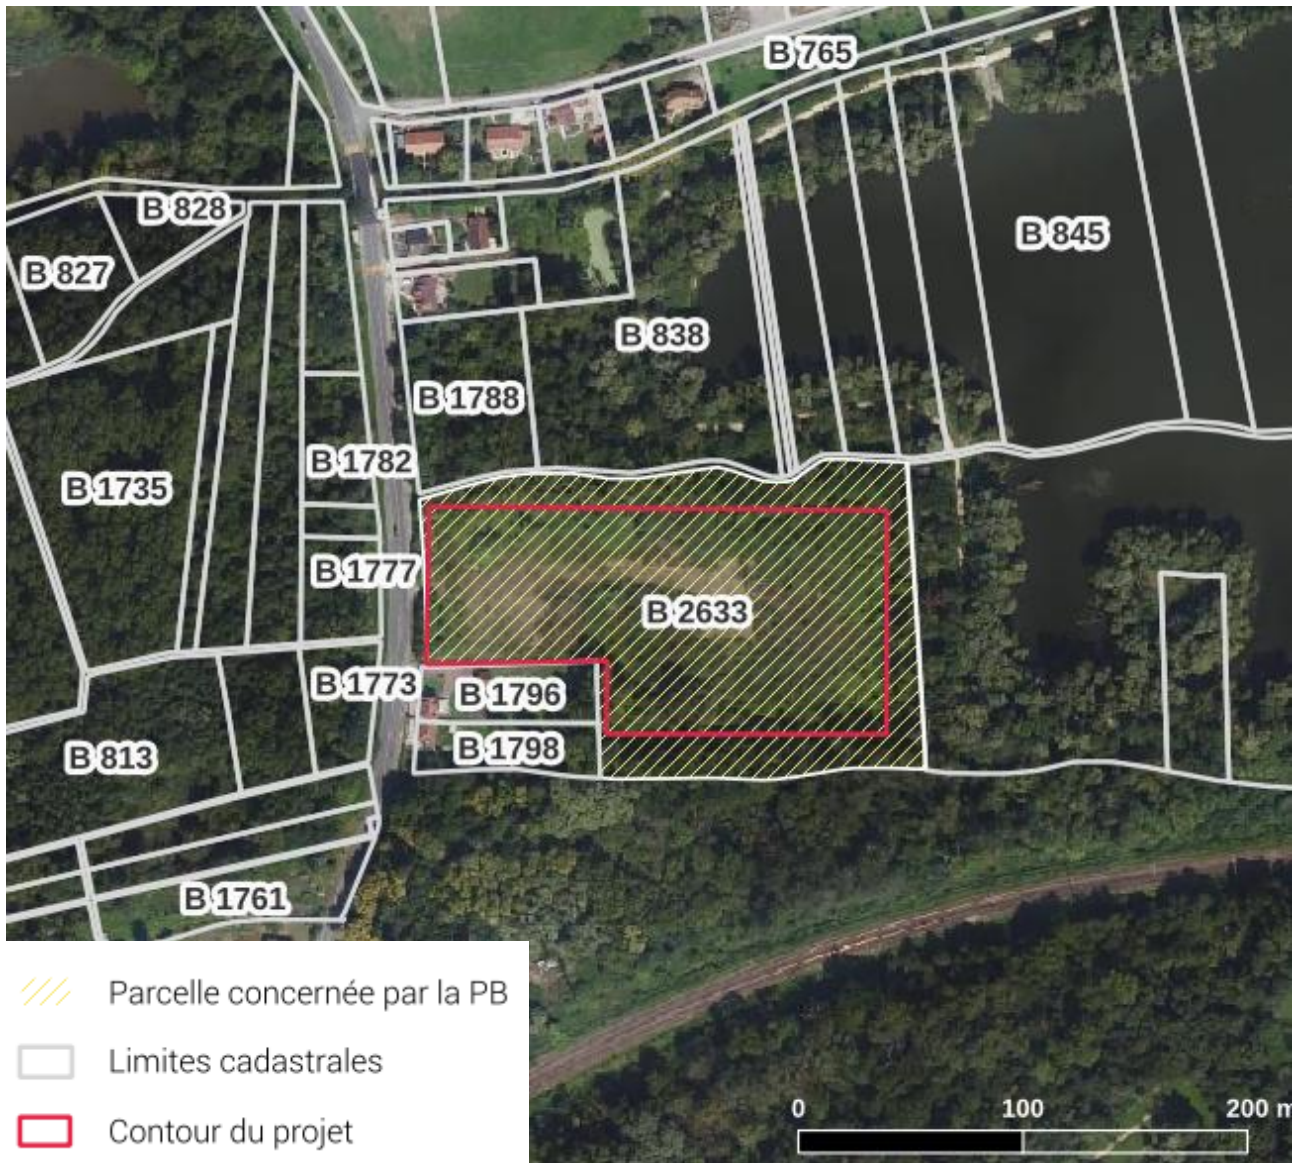 B 765
B 828
B 845
B 827
B 838
B 1788
B 1782
B 1735
B 1777
B 2633
B 1773
B 1796
B 1798
B 813
B 1761
Parcelle concernée par la PB
Limites cadastrales
Contour du projet
0 100 200 m